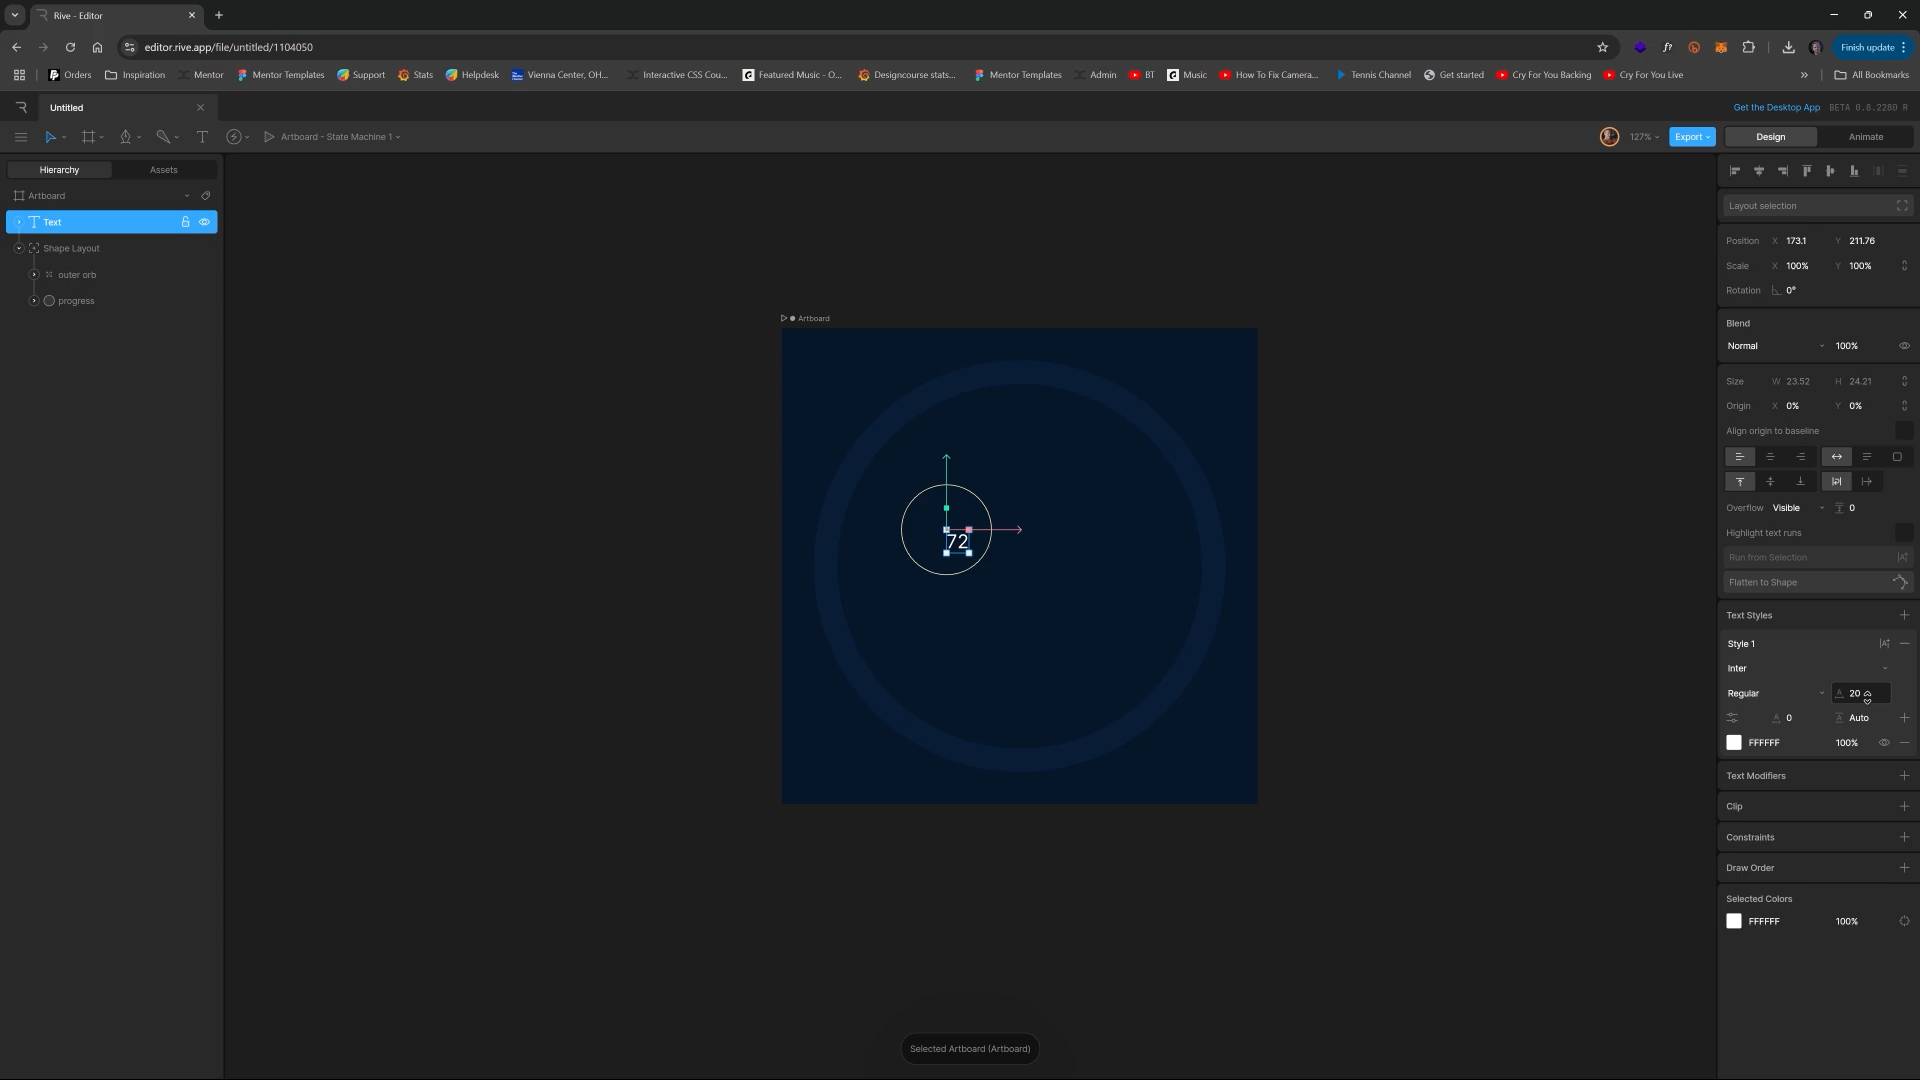 Rive - Editor
editor.rive.app/file/untitled/1104050
Finish update
Orders
Inspiration
Mentor
Mentor Templates
Support
Stats
Helpdesk
Vienna Center, OH...
Interactive CSS Cou...
Featured Music - O...
Designcourse stats...
Mentor Templates
Admin
BT
Music
How To Fix Camera...
Tennis Channel
Get started
Cry For You Backing
Cry For You Live
All Bookmarks
Untitled
Get the Desktop App
BETA 0.8.2280 R
Artboard - State Machine 1
127%
Export
Design
Animate
Hierarchy
Assets
Artboard
Text
Shape Layout
outer orb
progress
Artboard
72
Selected Artboard (Artboard)
Layout selection
Position X 173.1 Y 211.76
Scale X 100% Y 100%
Rotation 0°
Blend
Normal 100%
Size W 23.52 H 24.21
Origin X 0% Y 0%
Align origin to baseline
Overflow Visible 0
Highlight text runs
Run from Selection
Flatten to Shape
Text Styles
Style 1
Inter
Regular 20
0 Auto
FFFFFF 100%
Text Modifiers
Clip
Constraints
Draw Order
Selected Colors
FFFFFF 100%